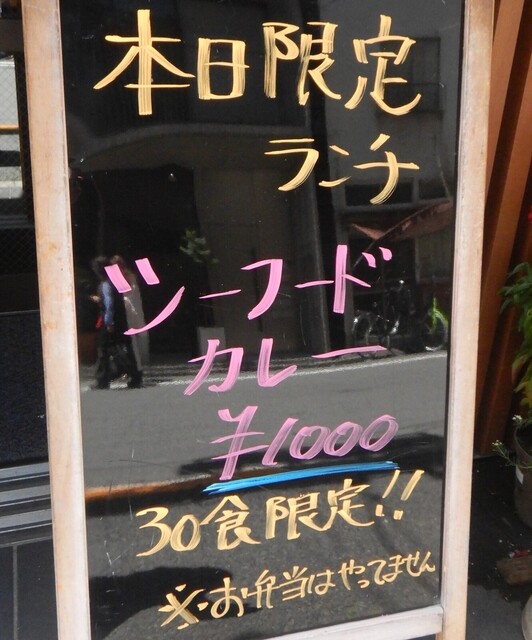 本日限定
ランチ
シーフード
カレー
¥1000
30食限定!!
※お弁当はやってません